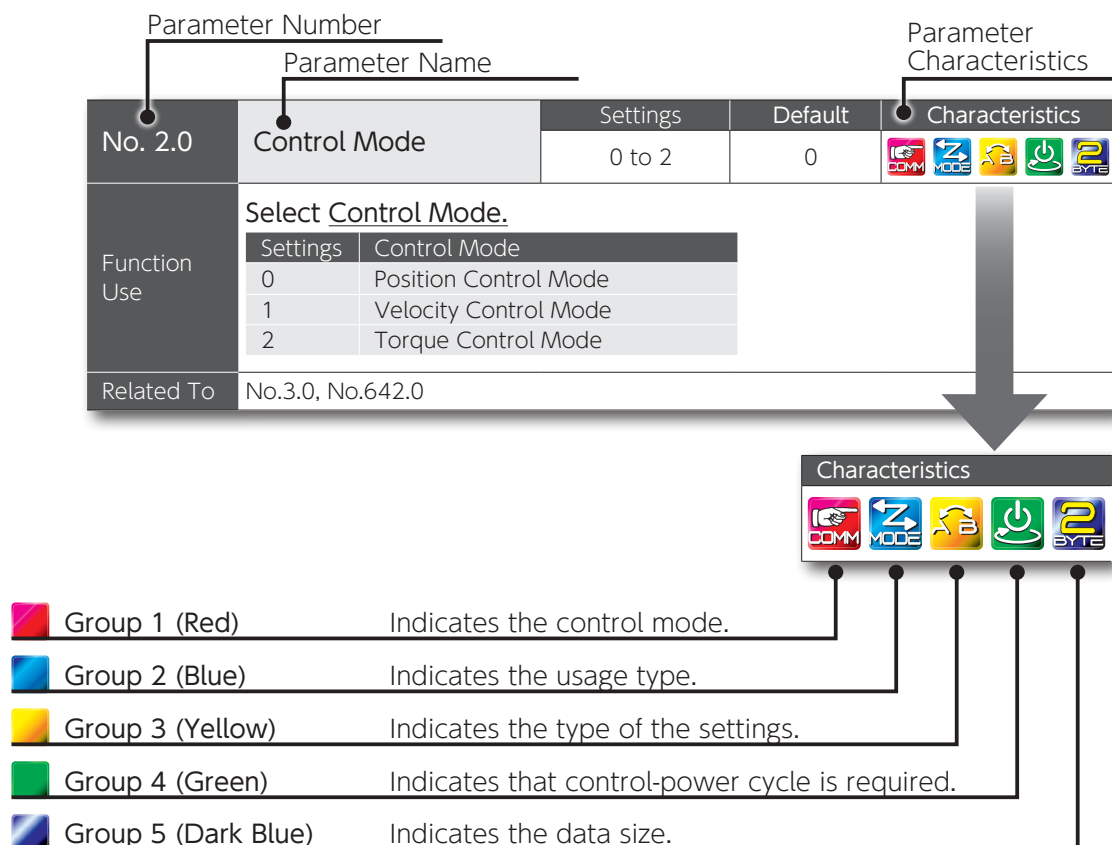 Parameter Number
Parameter Name
Parameter
Characteristics
No. 2.0
Control Mode
Settings
Default
Characteristics
0 to 2
0
COMM MODE B 2 BYTE
Function
Use
Select Control Mode.
Settings Control Mode
0 Position Control Mode
1 Velocity Control Mode
2 Torque Control Mode
Related To No.3.0, No.642.0
Characteristics
COMM MODE B 2 BYTE
Group 1 (Red) Indicates the control mode.
Group 2 (Blue) Indicates the usage type.
Group 3 (Yellow) Indicates the type of the settings.
Group 4 (Green) Indicates that control-power cycle is required.
Group 5 (Dark Blue) Indicates the data size.